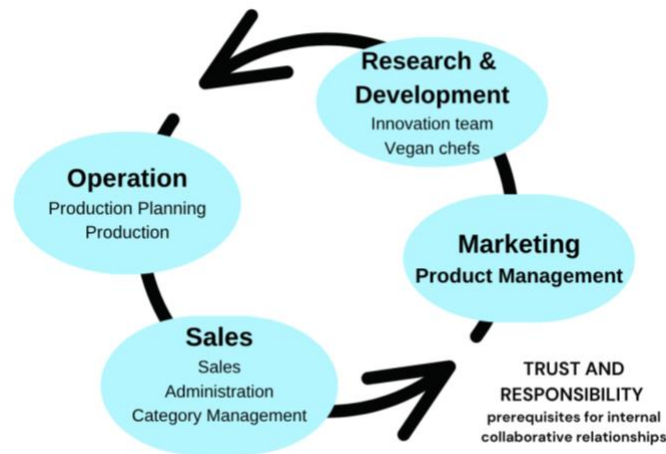 Research &
Development
Innovation team
Vegan chefs
Operation
Production Planning
Production
Marketing
Product Management
Sales
Sales
Administration
Category Management
TRUST AND
RESPONSIBILITY
prerequisites for internal
collaborative relationships